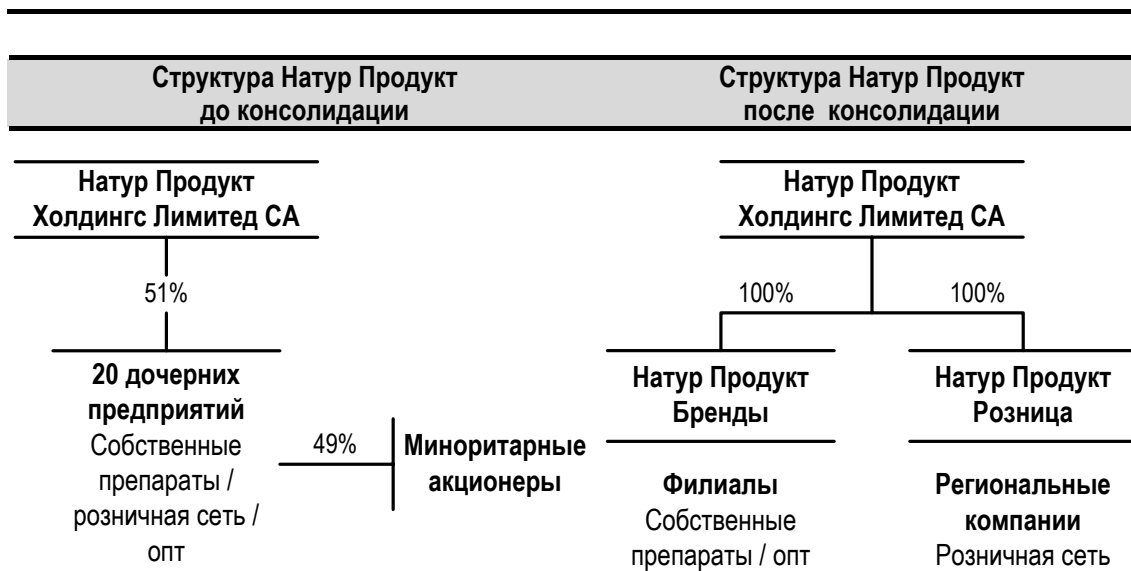 Структура Натур Продукт
до консолидации
Структура Натур Продукт
после консолидации
Натур Продукт
Холдингс Лимитед СА
51%
20 дочерних
предприятий
Собственные
препараты /
розничная сеть /
опт
49%
Миноритарные
акционеры
Натур Продукт
Холдингс Лимитед СА
100%
100%
Натур Продукт
Бренды
Филиалы
Собственные
препараты / опт
Натур Продукт
Розница
Региональные
компании
Розничная сеть